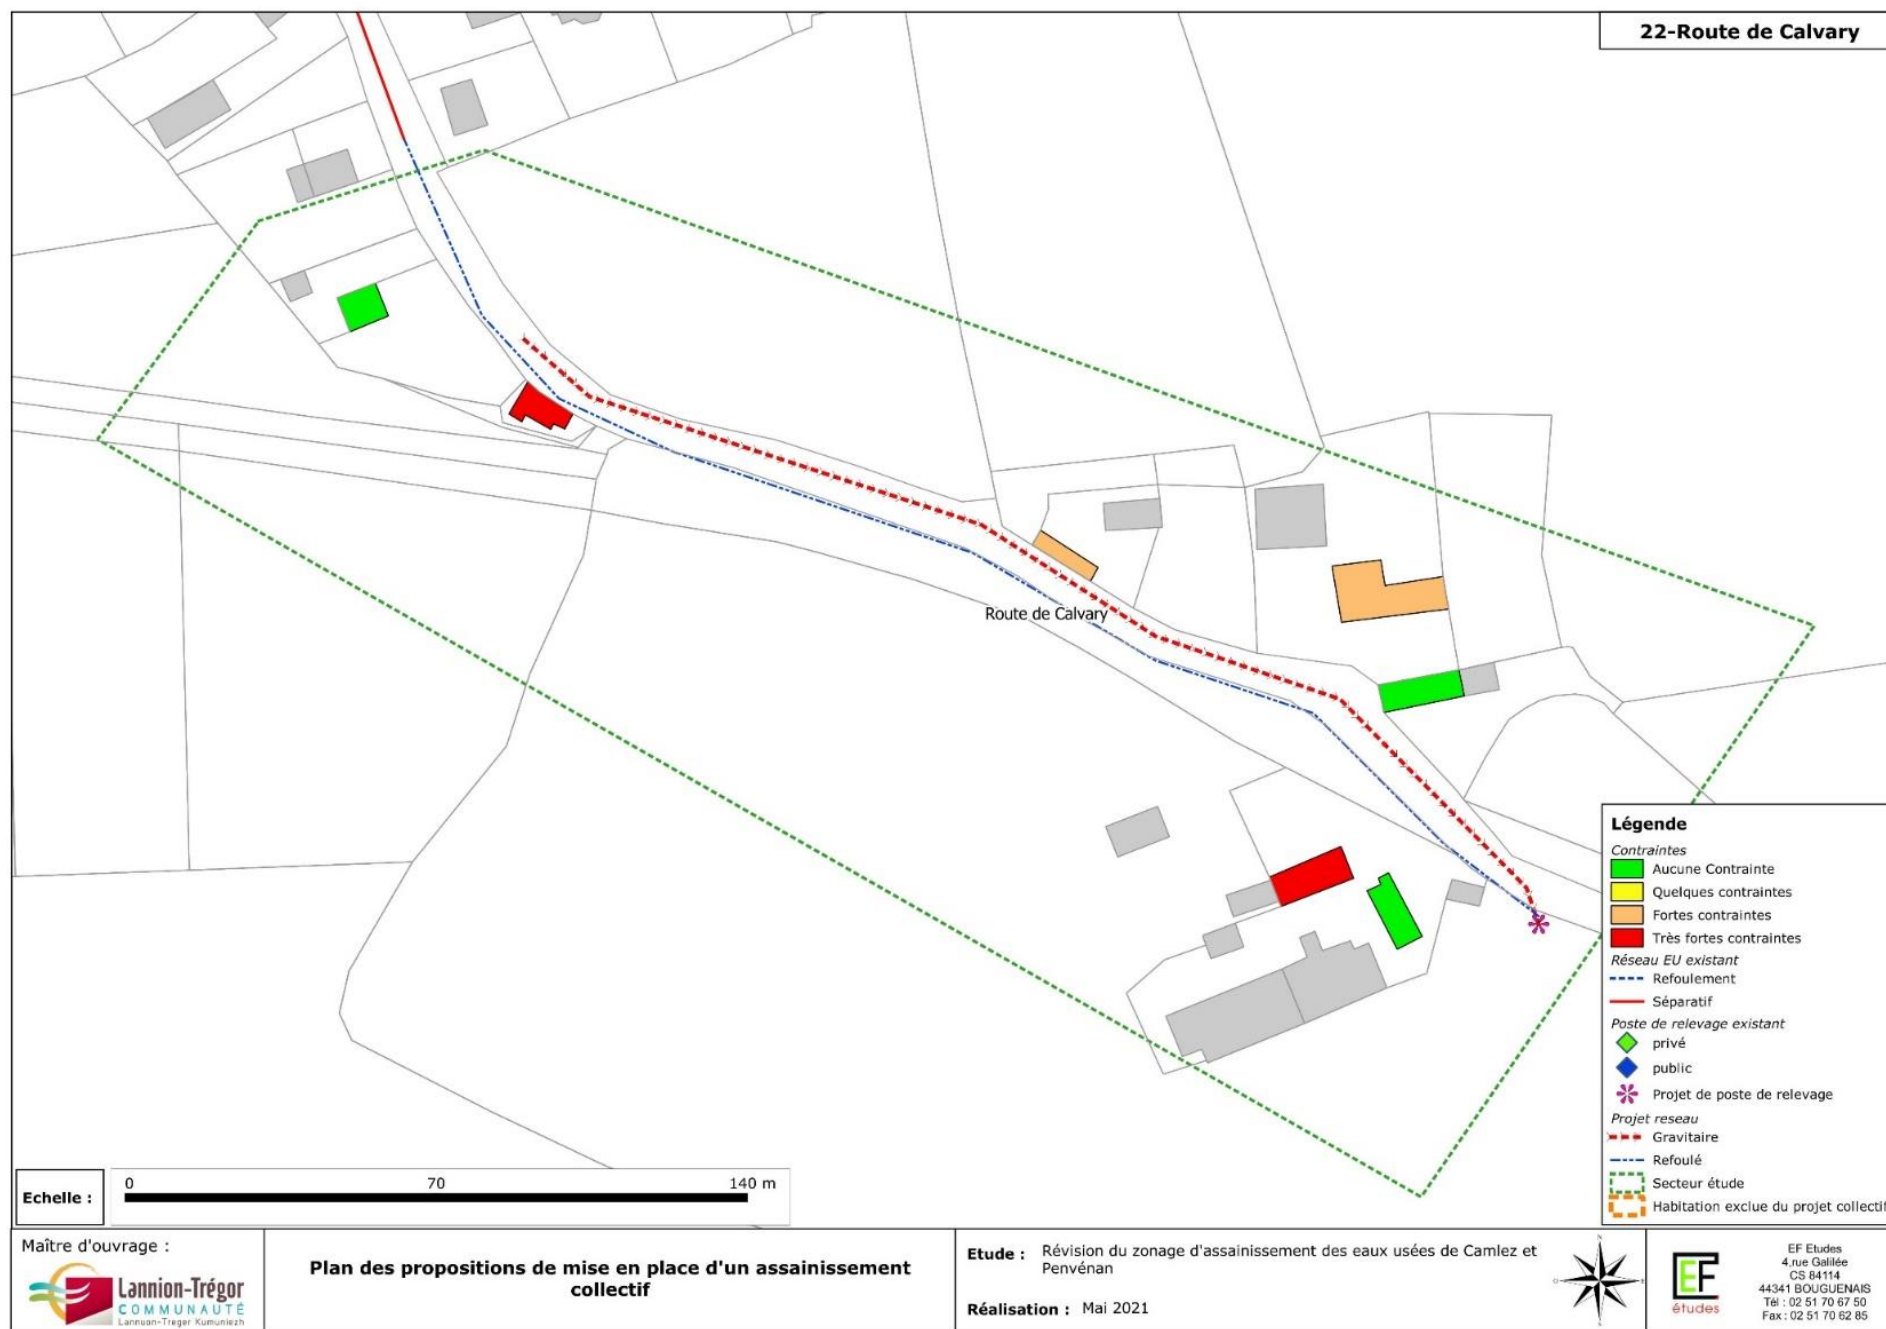 22-Route de Calvary
Route de Calvary
Légende
Contraintes
Aucune Contrainte
Quelques contraintes
Fortes contraintes
Très fortes contraintes
Réseau EU existant
Refoulement
Séparatif
Poste de relevage existant
privé
public
Projet de poste de relevage
Projet reseau
Gravitaire
Refoulé
Secteur étude
Habitation exclue du projet collectif
Echelle :
0 70 140 m
Maître d'ouvrage :
Lannion-Trégor
COMMUNAUTÉ
Lannuon-Treger Kumuniezh
Plan des propositions de mise en place d'un assainissement
collectif
Etude : Révision du zonage d'assainissement des eaux usées de Camlez et
Penvénan
Réalisation : Mai 2021
EF
études
EF Etudes
4,rue Galilée
CS 84114
44341 BOUGUENAIS
Tél : 02 51 70 67 50
Fax : 02 51 70 62 85